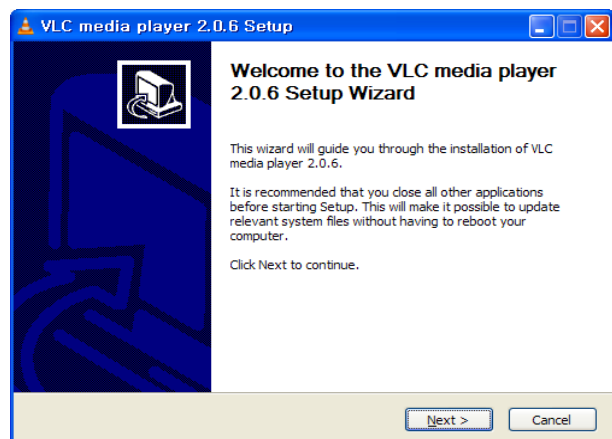 VLC media player 2.0.6 Setup
Welcome to the VLC media player
2.0.6 Setup Wizard
This wizard will guide you through the installation of VLC
media player 2.0.6.
It is recommended that you close all other applications
before starting Setup. This will make it possible to update
relevant system files without having to reboot your
computer.
Click Next to continue.
Next >
Cancel